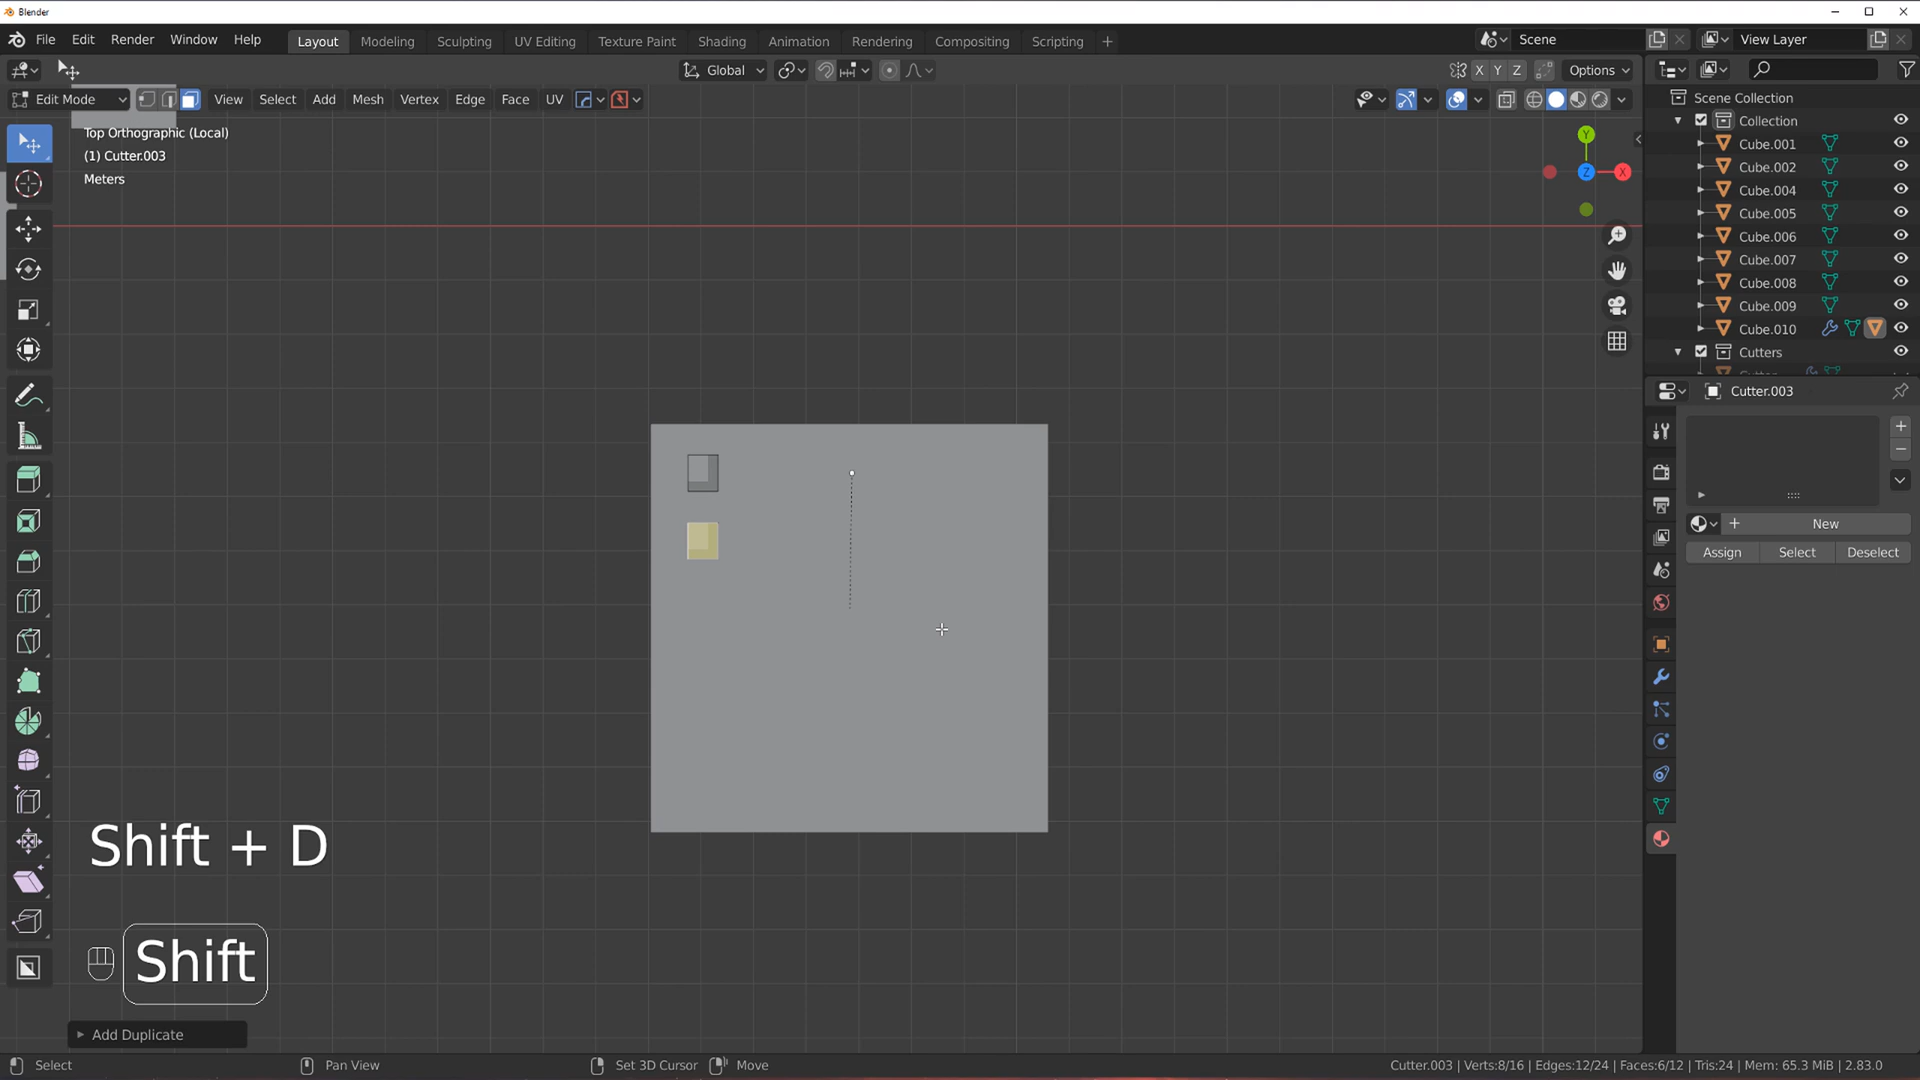 Blender
File Edit Render Window Help
Layout Modeling Sculpting UV Editing Texture Paint Shading Animation Rendering Compositing Scripting +
Scene
View Layer
Global
X Y Z Options
Edit Mode View Select Add Mesh Vertex Edge Face UV
Top Orthographic (Local)
(1) Cutter.003
Meters
Y
Z
X
Scene Collection
Collection
Cube.001
Cube.002
Cube.004
Cube.005
Cube.006
Cube.007
Cube.008
Cube.009
Cube.010
Cutters
Cutter.003
New
Assign Select Deselect
Shift + D
Shift
Add Duplicate
Select Pan View Set 3D Cursor Move
Cutter.003 | Verts:8/16 | Edges:12/24 | Faces:6/12 | Tris:24 | Mem: 65.3 MiB | 2.83.0